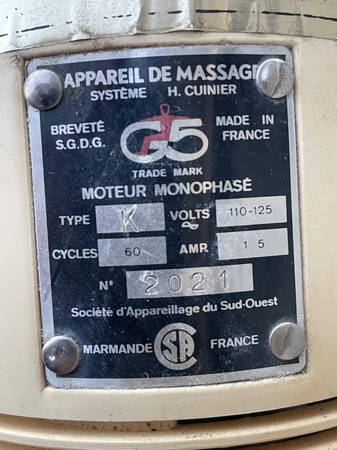 APPAREIL DE MASSAGE
SYSTÈME H. CUINIER
BREVETÉ S.G.D.G.
G5
MADE IN FRANCE
TRADE MARK
MOTEUR MONOPHASÉ
TYPE K VOLTS 110-125
CYCLES 60 AMP. 1 5
N° 2021
Société d'Appareillage du Sud-Ouest
MARMANDE SA FRANCE